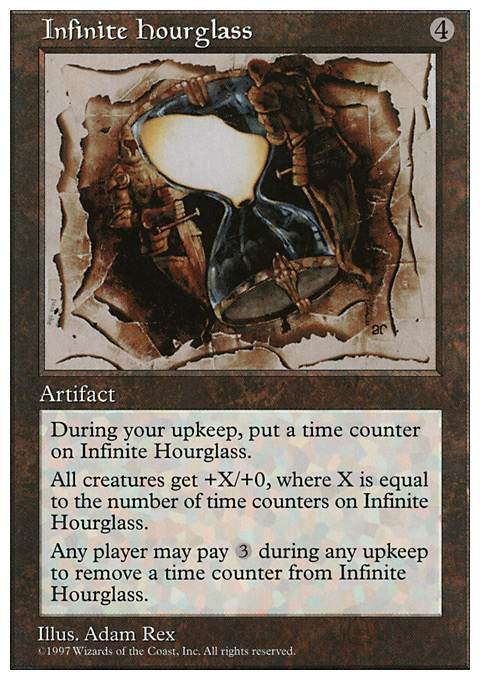 Infinite Hourglass
4
Artifact
During your upkeep, put a time counter
on Infinite Hourglass.
All creatures get +X/+0, where X is equal
to the number of time counters on Infinite
Hourglass.
Any player may pay 3 during any upkeep
to remove a time counter from Infinite
Hourglass.
Illus. Adam Rex
©1997 Wizards of the Coast, Inc. All rights reserved.